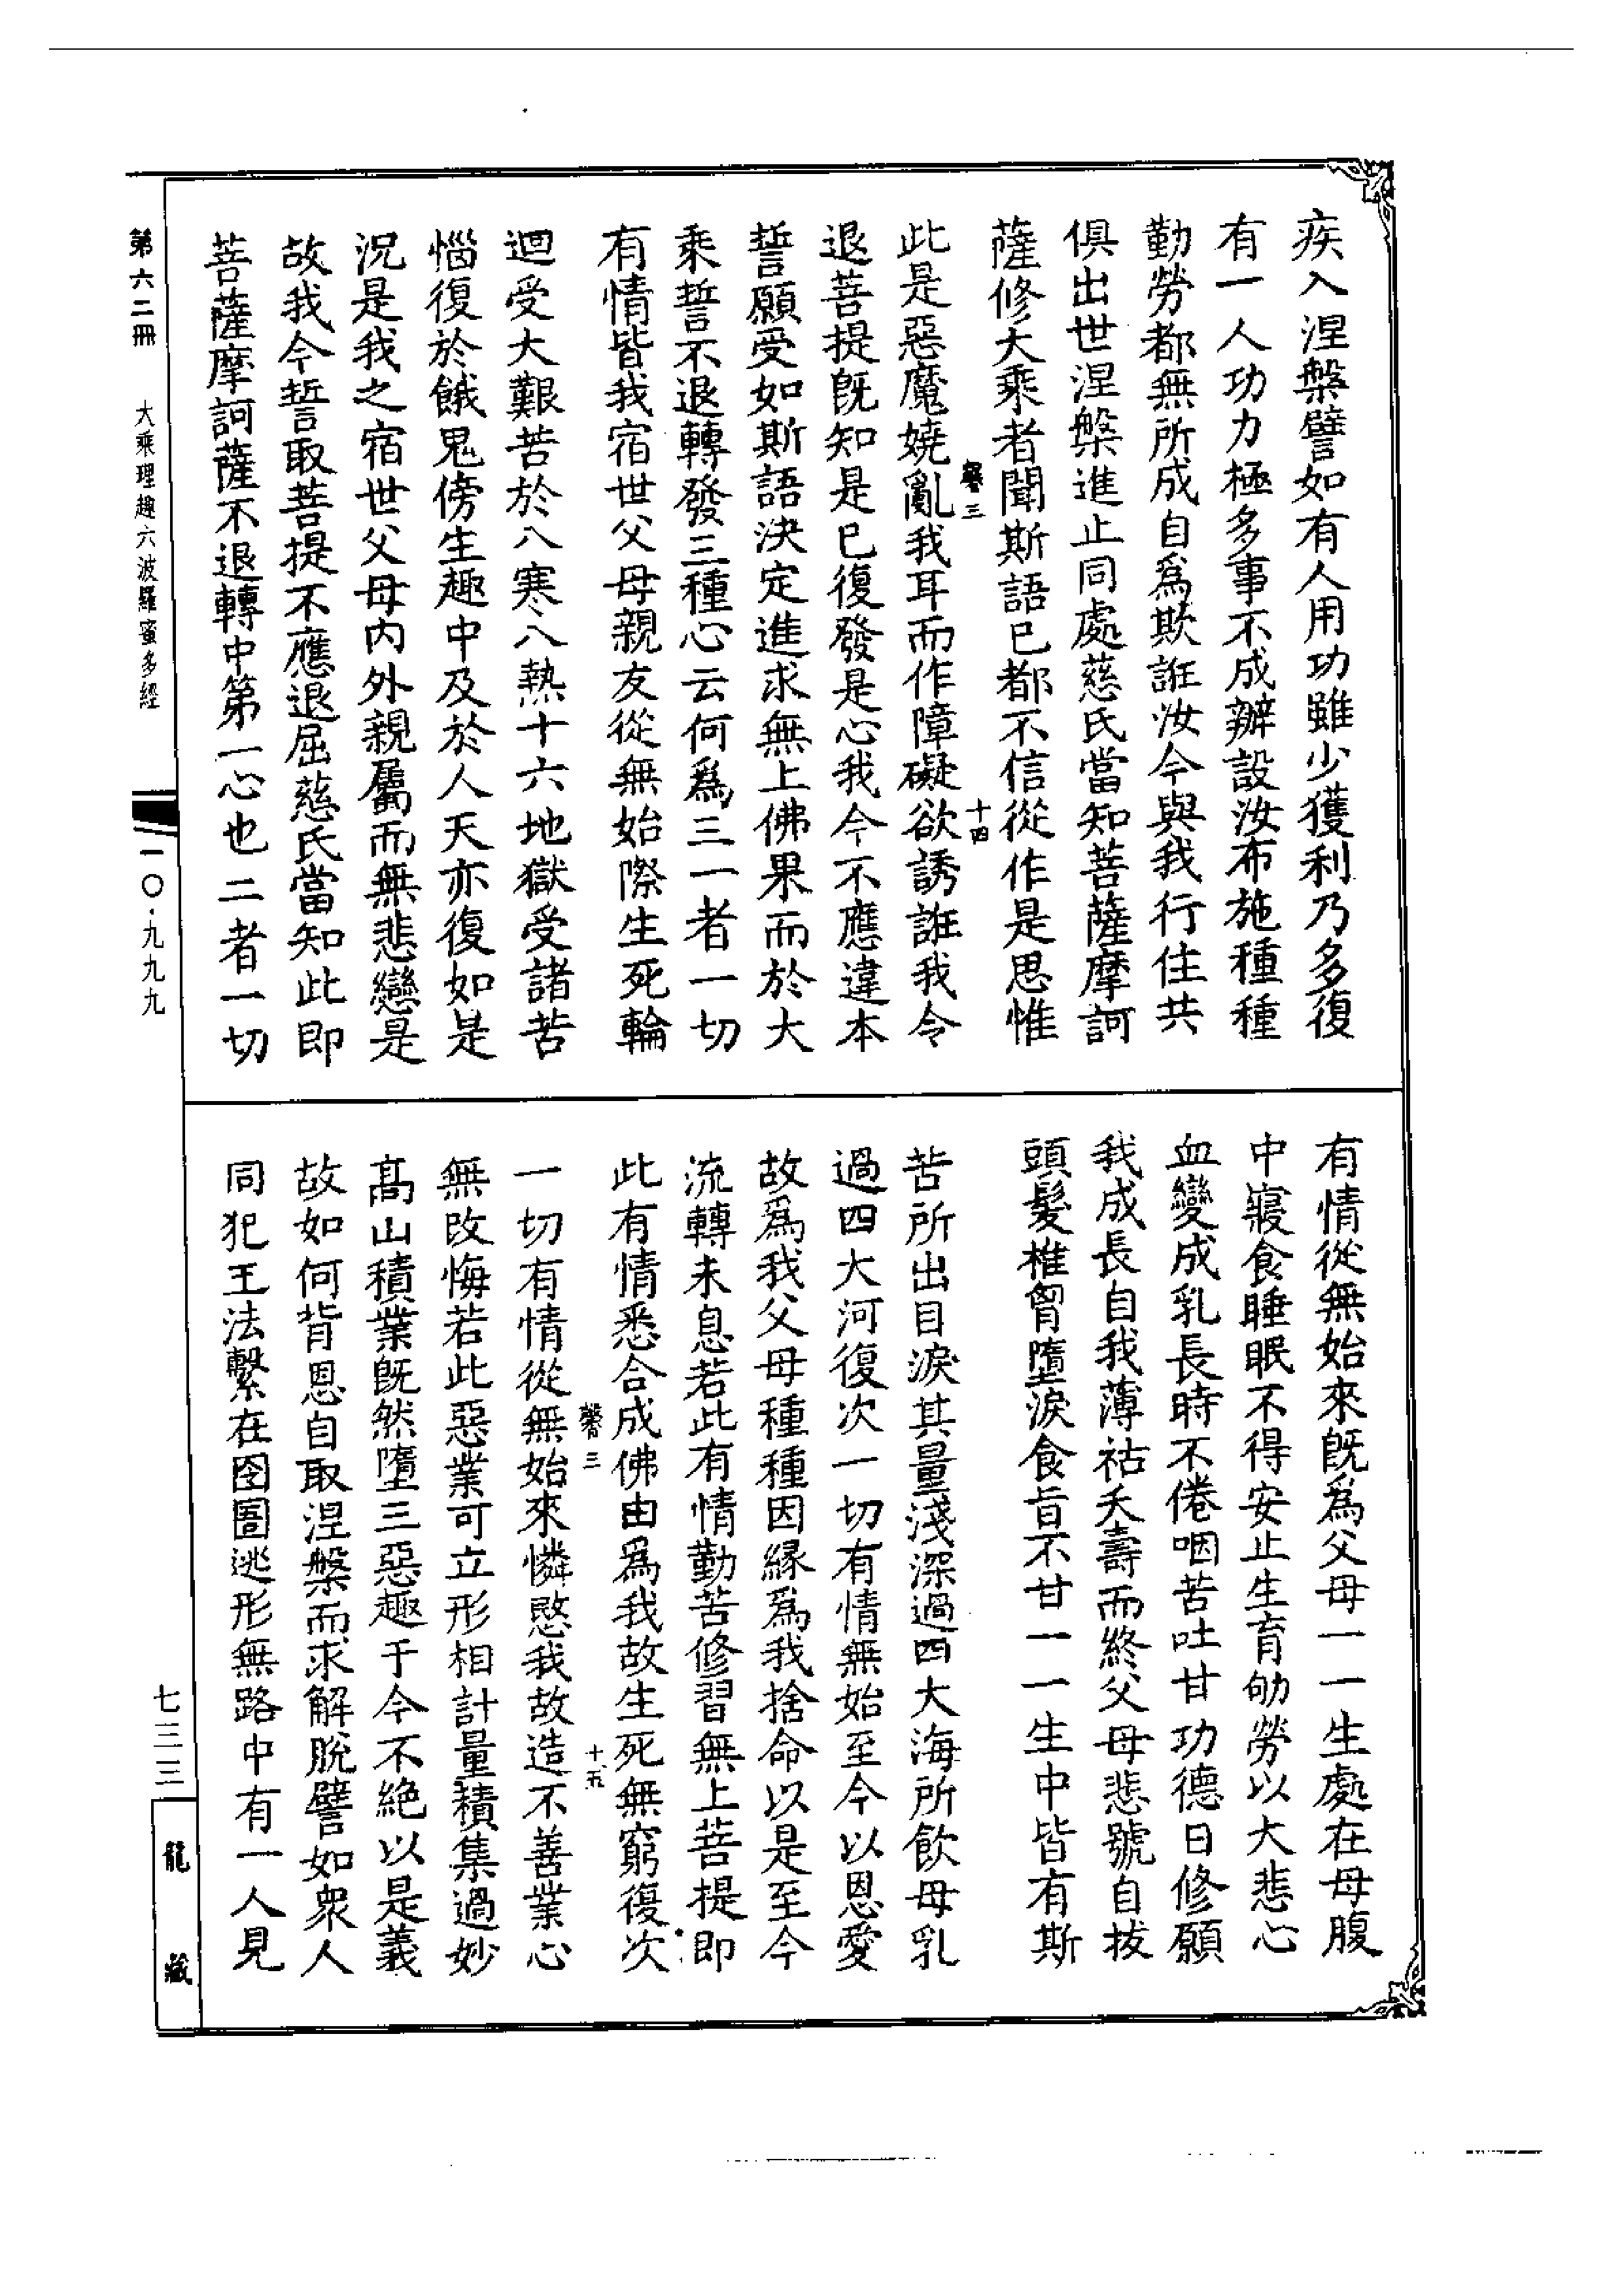 疾入涅槃譬如有人用功雖少獲利乃多復
有一人功力極多事不成辦設汝布施種種
勤勞都無所成自爲欺誑汝今與我行住共
俱出世涅槃進止同處慈氏當知菩薩摩訶
薩修大乘者聞斯語已都不信從作是思惟
馨三
十四
此是惡魔嬈亂我耳而作障礙欲誘誑我令
退菩提旣知是已復發是心我今不應違本
誓願受如斯語決定進求無上佛果而於大
乘誓不退轉發三種心云何爲三一者一切
有情皆我宿世父母親友從無始際生死輪
迴受大艱苦於八寒八熱十六地獄受諸苦
惱復於餓鬼傍生趣中及於人天亦復如是
況是我之宿世父母內外親屬而無悲戀是
故我今誓取菩提不應退屈慈氏當知此即
菩薩摩訶薩不退轉中第一心也二者一切
有情從無始來旣爲父母一一生處在母腹
中寢食睡眠不得安止生育劬勞以大悲心
血變成乳長時不倦咽苦吐甘功德日修願
我成長自我薄祜夭壽而終父母悲號自拔
頭髮椎胷墮淚食旨不甘一一生中皆有斯
苦所出目淚其量淺深過四大海所飲母乳
過四大河復次一切有情無始至今以恩愛
故爲我父母種種因緣爲我捨命以是至今
流轉未息若此有情勤苦修習無上菩提即
此有情悉合成佛由爲我故生死無窮復次
馨三
十五
一切有情從無始來憐愍我故造不善業心
無改悔若此惡業可立形相計量積集過妙
高山積業旣然墮三惡趣于今不絶以是義
故如何背恩自取涅槃而求解脫譬如衆人
同犯王法繫在囹圄逃形無路中有一人見
第六二冊
大乘理趣六波羅蜜多經
一〇·九九九
七三三
龍藏